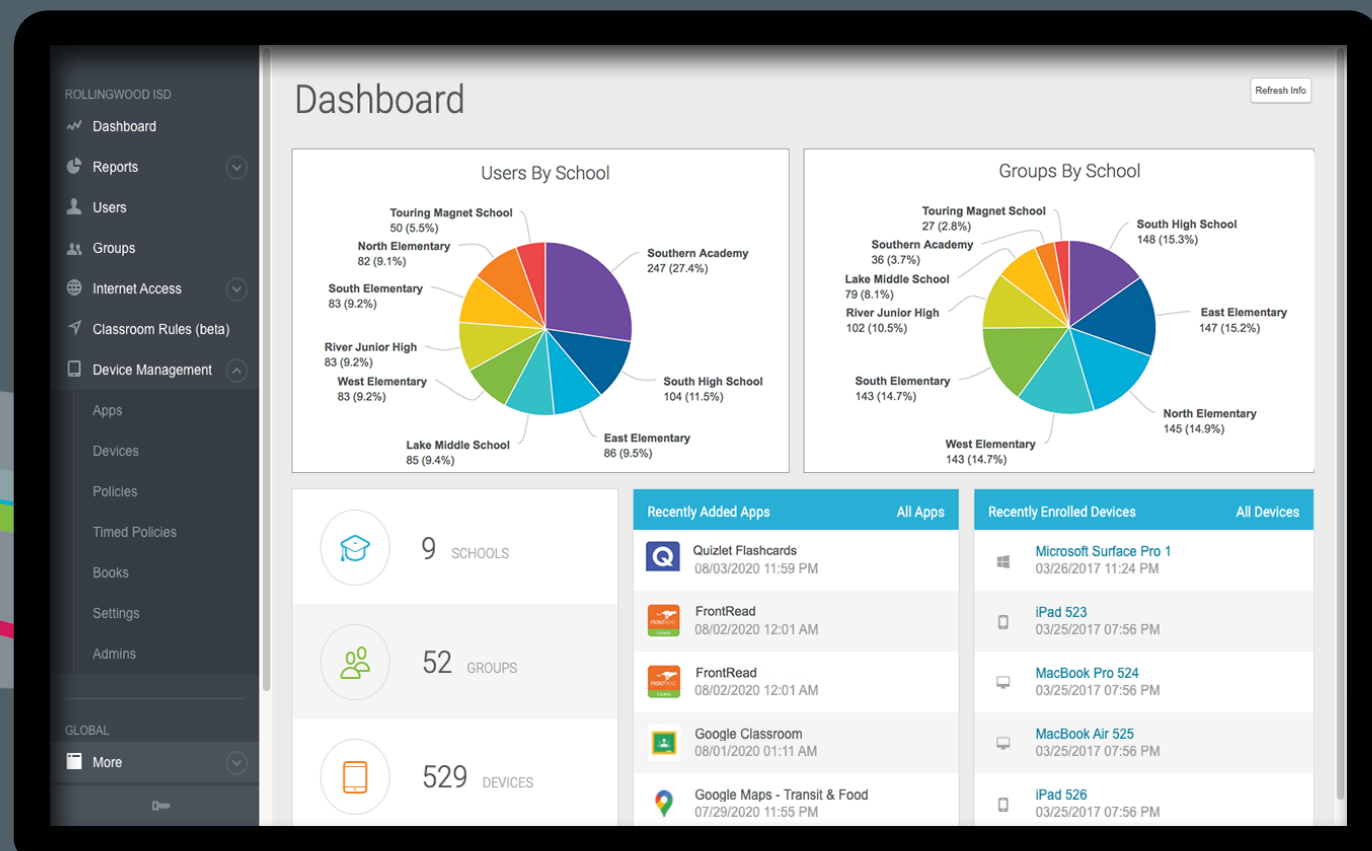 ROLLINGWOOD ISD
Dashboard
Reports
Users
Groups
Internet Access
Classroom Rules (beta)
Device Management
Apps
Devices
Policies
Timed Policies
Books
Settings
Admins
GLOBAL
More
Dashboard
Refresh Info
Users By School
Touring Magnet School
50 (5.5%)
North Elementary
82 (9.1%)
South Elementary
83 (9.2%)
River Junior High
83 (9.2%)
West Elementary
83 (9.2%)
Lake Middle School
85 (9.4%)
Southern Academy
247 (27.4%)
South High School
104 (11.5%)
East Elementary
86 (9.5%)
Groups By School
Touring Magnet School
27 (2.8%)
Southern Academy
36 (3.7%)
Lake Middle School
79 (8.1%)
River Junior High
102 (10.5%)
South Elementary
143 (14.7%)
West Elementary
143 (14.7%)
South High School
148 (15.3%)
East Elementary
147 (15.2%)
North Elementary
145 (14.9%)
9 SCHOOLS
52 GROUPS
529 DEVICES
Recently Added Apps All Apps
Quizlet Flashcards
08/03/2020 11:59 PM
FrontRead
08/02/2020 12:01 AM
FrontRead
08/02/2020 12:01 AM
Google Classroom
08/01/2020 01:11 AM
Google Maps - Transit & Food
07/29/2020 11:55 PM
Recently Enrolled Devices All Devices
Microsoft Surface Pro 1
03/26/2017 11:24 PM
iPad 523
03/25/2017 07:56 PM
MacBook Pro 524
03/25/2017 07:56 PM
MacBook Air 525
03/25/2017 07:56 PM
iPad 526
03/25/2017 07:56 PM